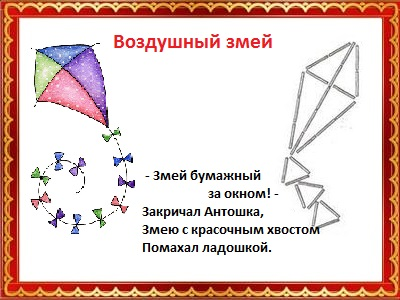 Воздушный змей
- Змей бумажный
за окном! -
Закричал Антошка,
Змею с красочным хвостом
Помахал ладошкой.